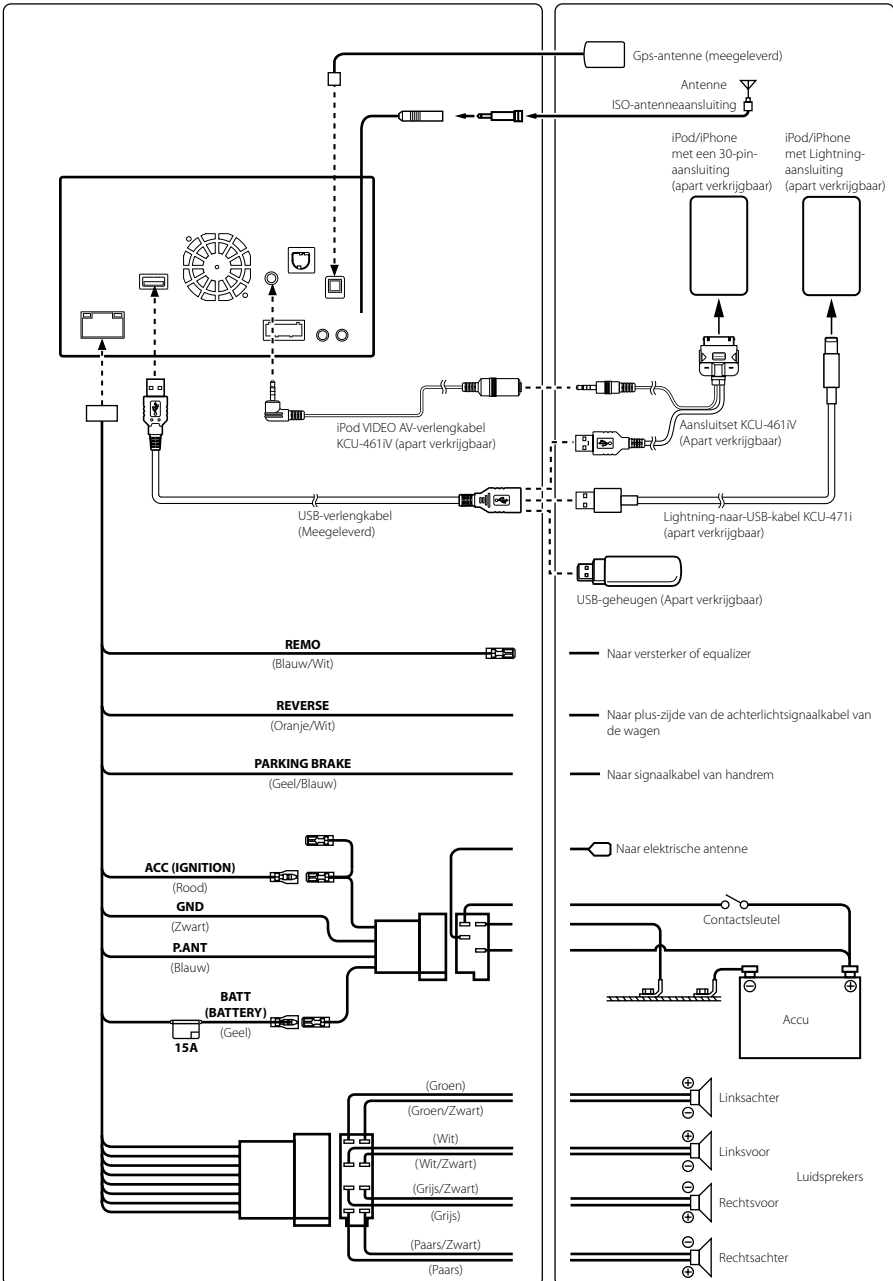 Gps-antenne (meegeleverd)
Antenne
ISO-antenneaansluiting
iPod/iPhone
met een 30-pin-
aansluiting
(apart verkrijgbaar)
iPod/iPhone
met Lightning-
aansluiting
(apart verkrijgbaar)
iPod VIDEO AV-verlengkabel
KCU-461iV (apart verkrijgbaar)
Aansluitset KCU-461iV
(Apart verkrijgbaar)
USB-verlengkabel
(Meegeleverd)
Lightning-naar-USB-kabel KCU-471i
(apart verkrijgbaar)
USB-geheugen (Apart verkrijgbaar)
REMO
(Blauw/Wit)
Naar versterker of equalizer
REVERSE
(Oranje/Wit)
Naar plus-zijde van de achterlichtsignaalkabel van
de wagen
PARKING BRAKE
(Geel/Blauw)
Naar signaalkabel van handrem
Naar elektrische antenne
ACC (IGNITION)
(Rood)
Contactsleutel
GND
(Zwart)
P.ANT
(Blauw)
BATT
(BATTERY)
(Geel)
15A
Accu
(Groen)
(Groen/Zwart)
Linksachter
(Wit)
(Wit/Zwart)
Linksvoor
Luidsprekers
(Grijs/Zwart)
(Grijs)
Rechtsvoor
(Paars/Zwart)
(Paars)
Rechtsachter